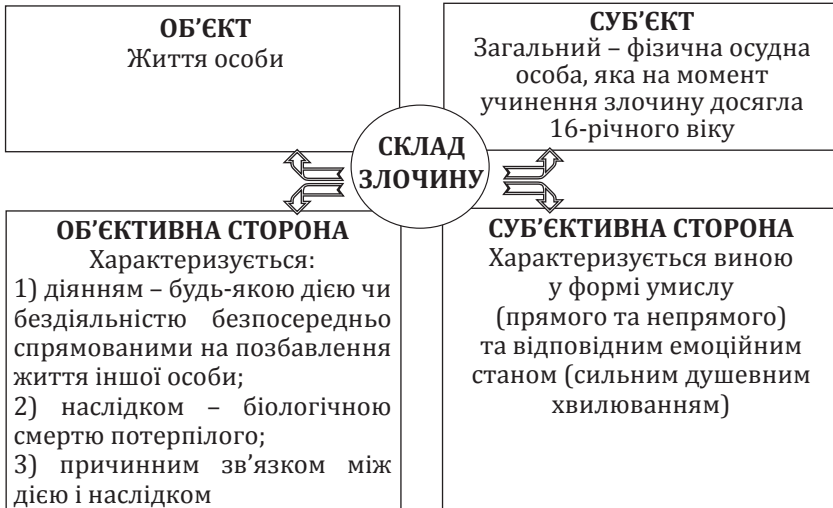 ОБ’ЄКТ
Життя особи
СУБ’ЄКТ
Загальний – фізична осудна
особа, яка на момент
учинення злочину досягла
16-річного віку
СКЛАД
ЗЛОЧИНУ
ОБ’ЄКТИВНА СТОРОНА
Характеризується:
1) діянням – будь-якою дією чи
бездіяльністю безпосередньо
спрямованими на позбавлення
життя іншої особи;
2) наслідком – біологічною
смертю потерпілого;
3) причинним зв’язком між
дією і наслідком
СУБ’ЄКТИВНА СТОРОНА
Характеризується виною
у формі умислу
(прямого та непрямого)
та відповідним емоційним
станом (сильним душевним
хвилюванням)